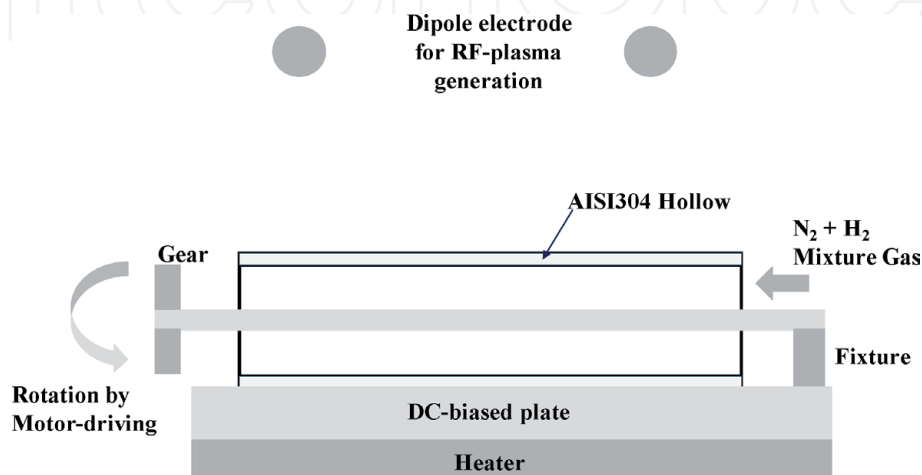 Dipole electrode
for RF-plasma
generation
AISI304 Hollow
N₂ + H₂
Mixture Gas
Gear
Fixture
Rotation by
Motor-driving
DC-biased plate
Heater